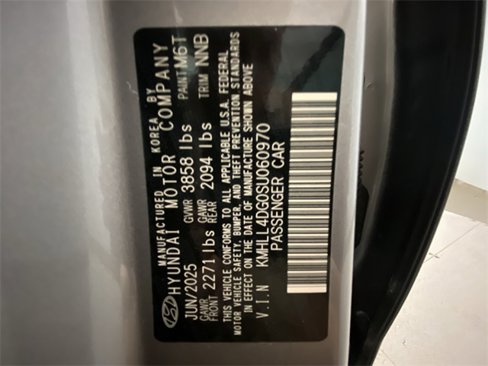 MANUFACTURED IN KOREA BY
HYUNDAI MOTOR COMPANY
JUN/2025 GVWR 3858 lbs PAINT M6T
GAWR FRONT 2271 lbs GAWR REAR 2094 lbs TRIM NNB
THIS VEHICLE CONFORMS TO ALL APPLICABLE U.S.A. FEDERAL
MOTOR VEHICLE SAFETY, BUMPER, AND THEFT PREVENTION STANDARDS
IN EFFECT ON THE DATE OF MANUFACTURE SHOWN ABOVE
V.I.N KMHLL4DG0SU060970
PASSENGER CAR